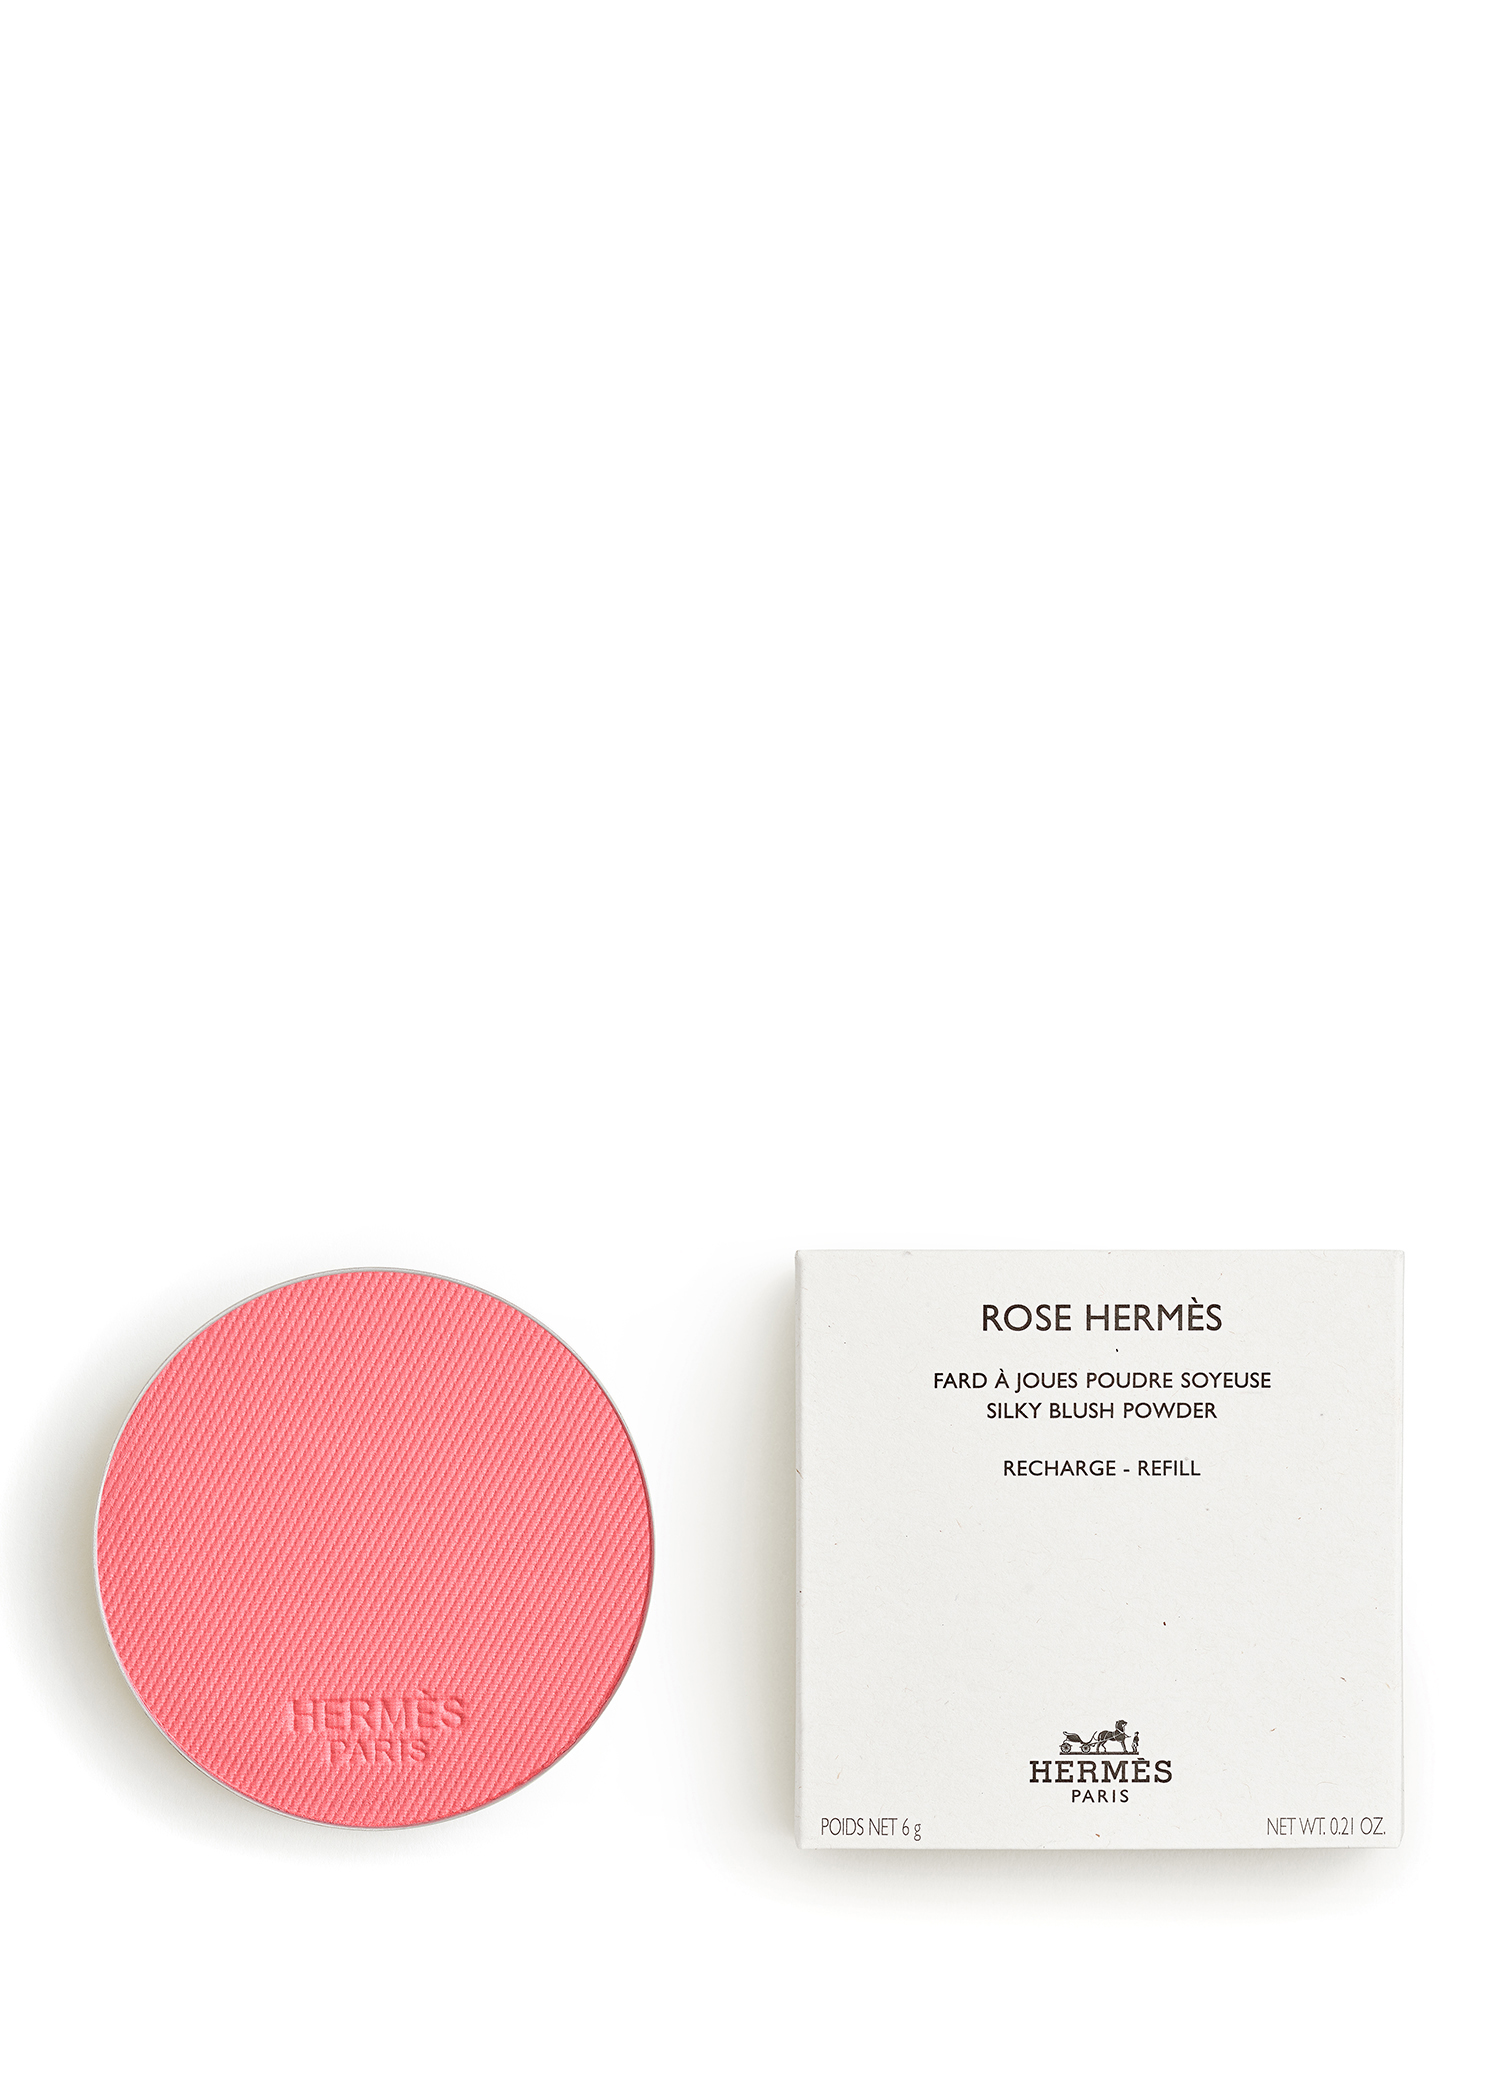 HERMÈS
PARIS
ROSE HERMÈS
FARD À JOUES POUDRE SOYEUSE
SILKY BLUSH POWDER
RECHARGE - REFILL
HERMÈS
PARIS
POIDS NET 6 g
NET WT. 0.21 OZ.